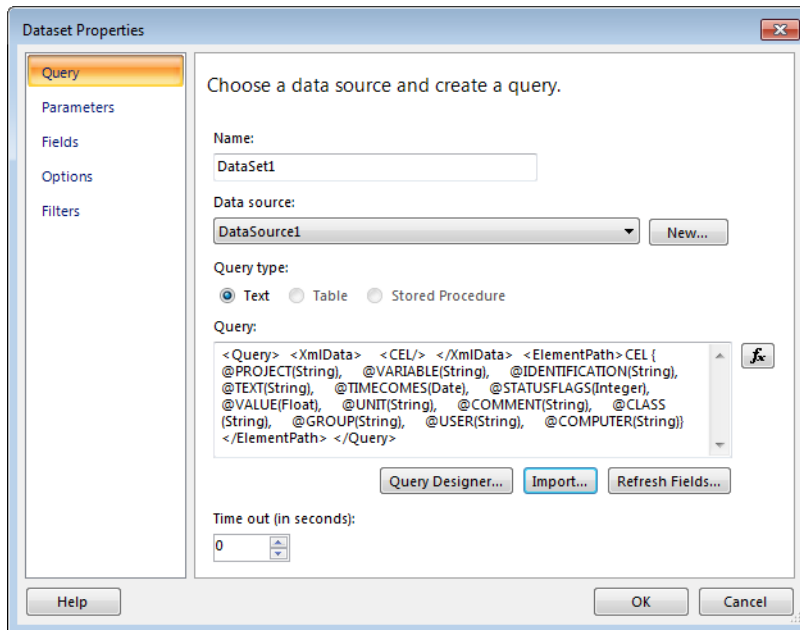 Dataset Properties
Query
Parameters
Fields
Options
Filters
Choose a data source and create a query.
Name:
DataSet1
Data source:
DataSource1
New...
Query type:
Text Table Stored Procedure
Query:
<Query> <XmlData> <CEL/> </XmlData> <ElementPath>CEL {
@PROJECT(String), @VARIABLE(String), @IDENTIFICATION(String),
@TEXT(String), @TIMECOMES(Date), @STATUSFLAGS(Integer),
@VALUE(Float), @UNIT(String), @COMMENT(String), @CLASS
(String), @GROUP(String), @USER(String), @COMPUTER(String)}
</ElementPath> </Query>
fx
Query Designer... Import... Refresh Fields...
Time out (in seconds):
0
Help OK Cancel